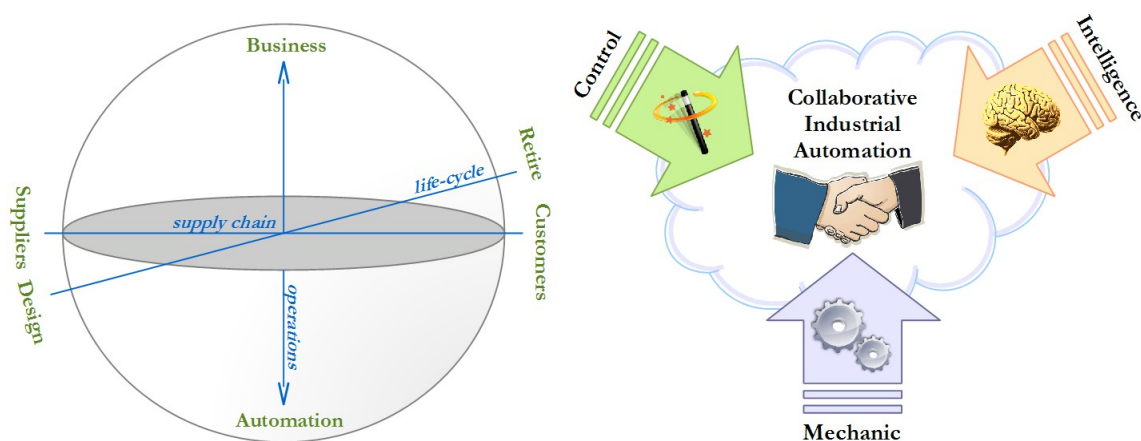 Business
Retire
life-cycle
Suppliers
supply chain
Customers
Design
operations
Automation
Control
Intelligence
Collaborative
Industrial
Automation
Mechanic